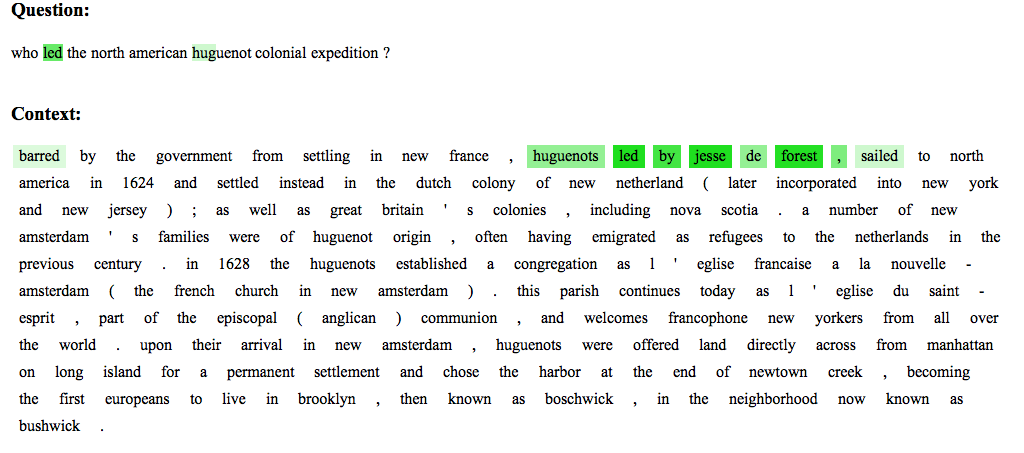 Question:
who led the north american huguenot colonial expedition ?
Context:
barred by the government from settling in new france , huguenots led by jesse de forest , sailed to north
america in 1624 and settled instead in the dutch colony of new netherland ( later incorporated into new york
and new jersey ) ; as well as great britain ' s colonies , including nova scotia . a number of new
amsterdam ' s families were of huguenot origin , often having emigrated as refugees to the netherlands in the
previous century . in 1628 the huguenots established a congregation as l ' eglise francaise a la nouvelle -
amsterdam ( the french church in new amsterdam ) . this parish continues today as l ' eglise du saint -
esprit , part of the episcopal ( anglican ) communion , and welcomes francophone new yorkers from all over
the world . upon their arrival in new amsterdam , huguenots were offered land directly across from manhattan
on long island for a permanent settlement and chose the harbor at the end of newtown creek , becoming
the first europeans to live in brooklyn , then known as boschwick , in the neighborhood now known as
bushwick .